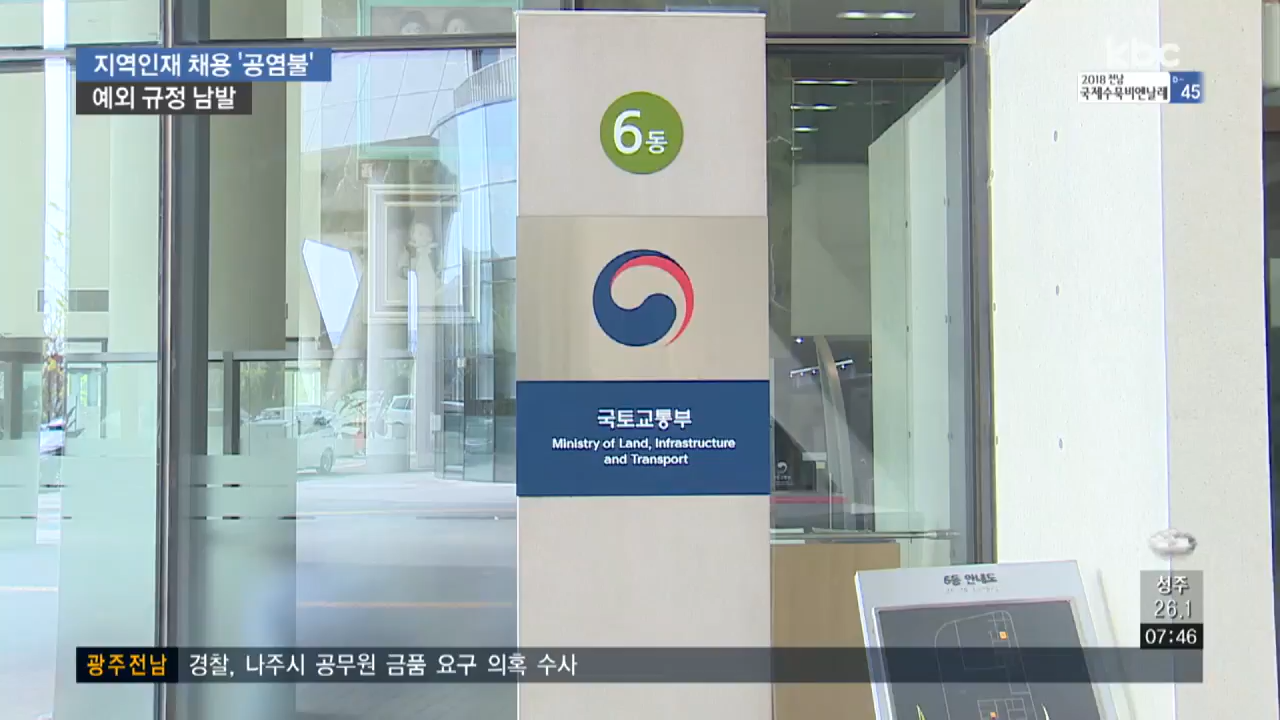 지역인재 채용 '공염불'
예외 규정 남발
kbc
2018 전남
국제수묵비엔날레
D-45
6동
국토교통부
Ministry of Land, Infrastructure
and Transport
6동 안내도
성주
26.1
07:46
광주전남 경찰, 나주시 공무원 금품 요구 의혹 수사